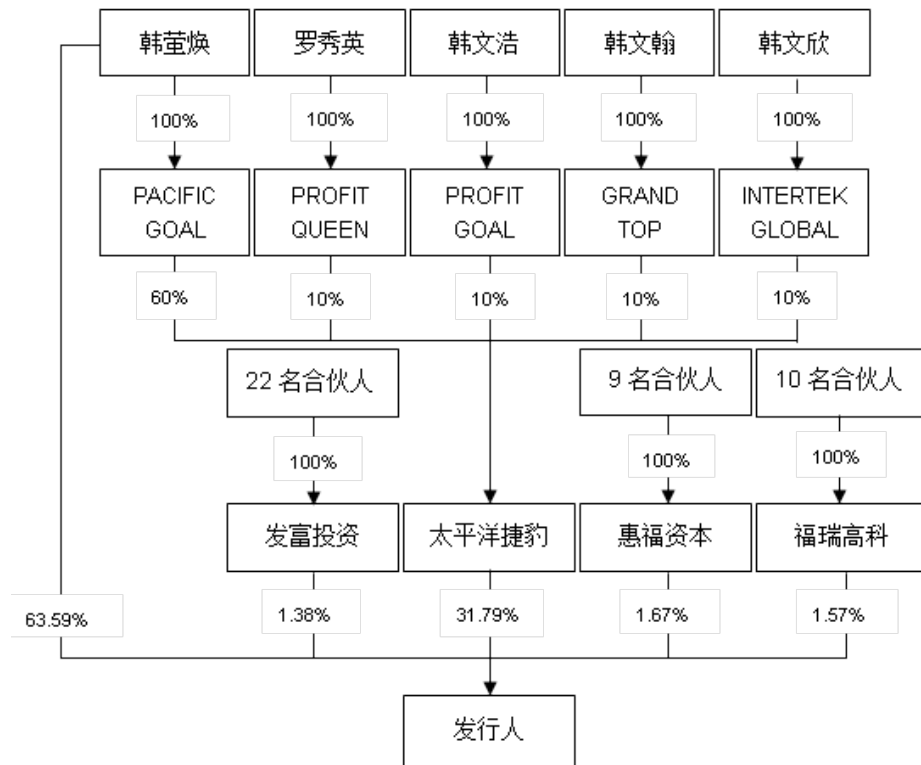 韩萤焕
罗秀英
韩文浩
韩文翰
韩文欣
100%
100%
100%
100%
100%
PACIFIC
GOAL
PROFIT
QUEEN
PROFIT
GOAL
GRAND
TOP
INTERTEK
GLOBAL
60%
10%
10%
10%
10%
22 名合伙人
9 名合伙人
10 名合伙人
100%
100%
100%
发富投资
太平洋捷豹
惠福资本
福瑞高科
63.59%
1.38%
31.79%
1.67%
1.57%
发行人